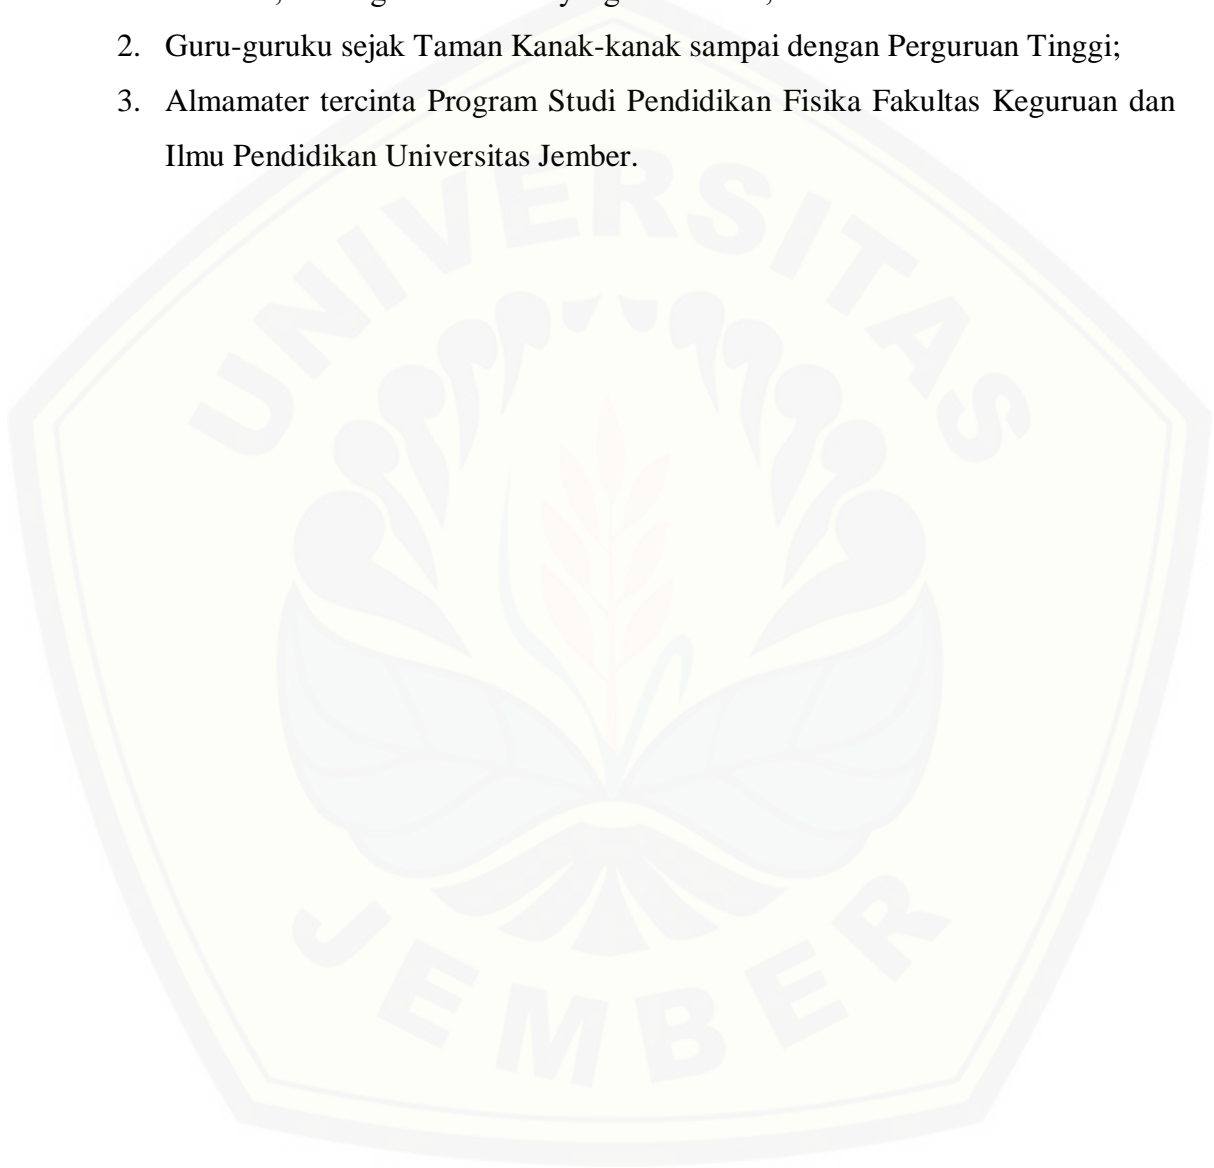 2. Guru-guruku sejak Taman Kanak-kanak sampai dengan Perguruan Tinggi;
3. Almamater tercinta Program Studi Pendidikan Fisika Fakultas Keguruan dan
Ilmu Pendidikan Universitas Jember.
UNIVERSITAS
JEMBER